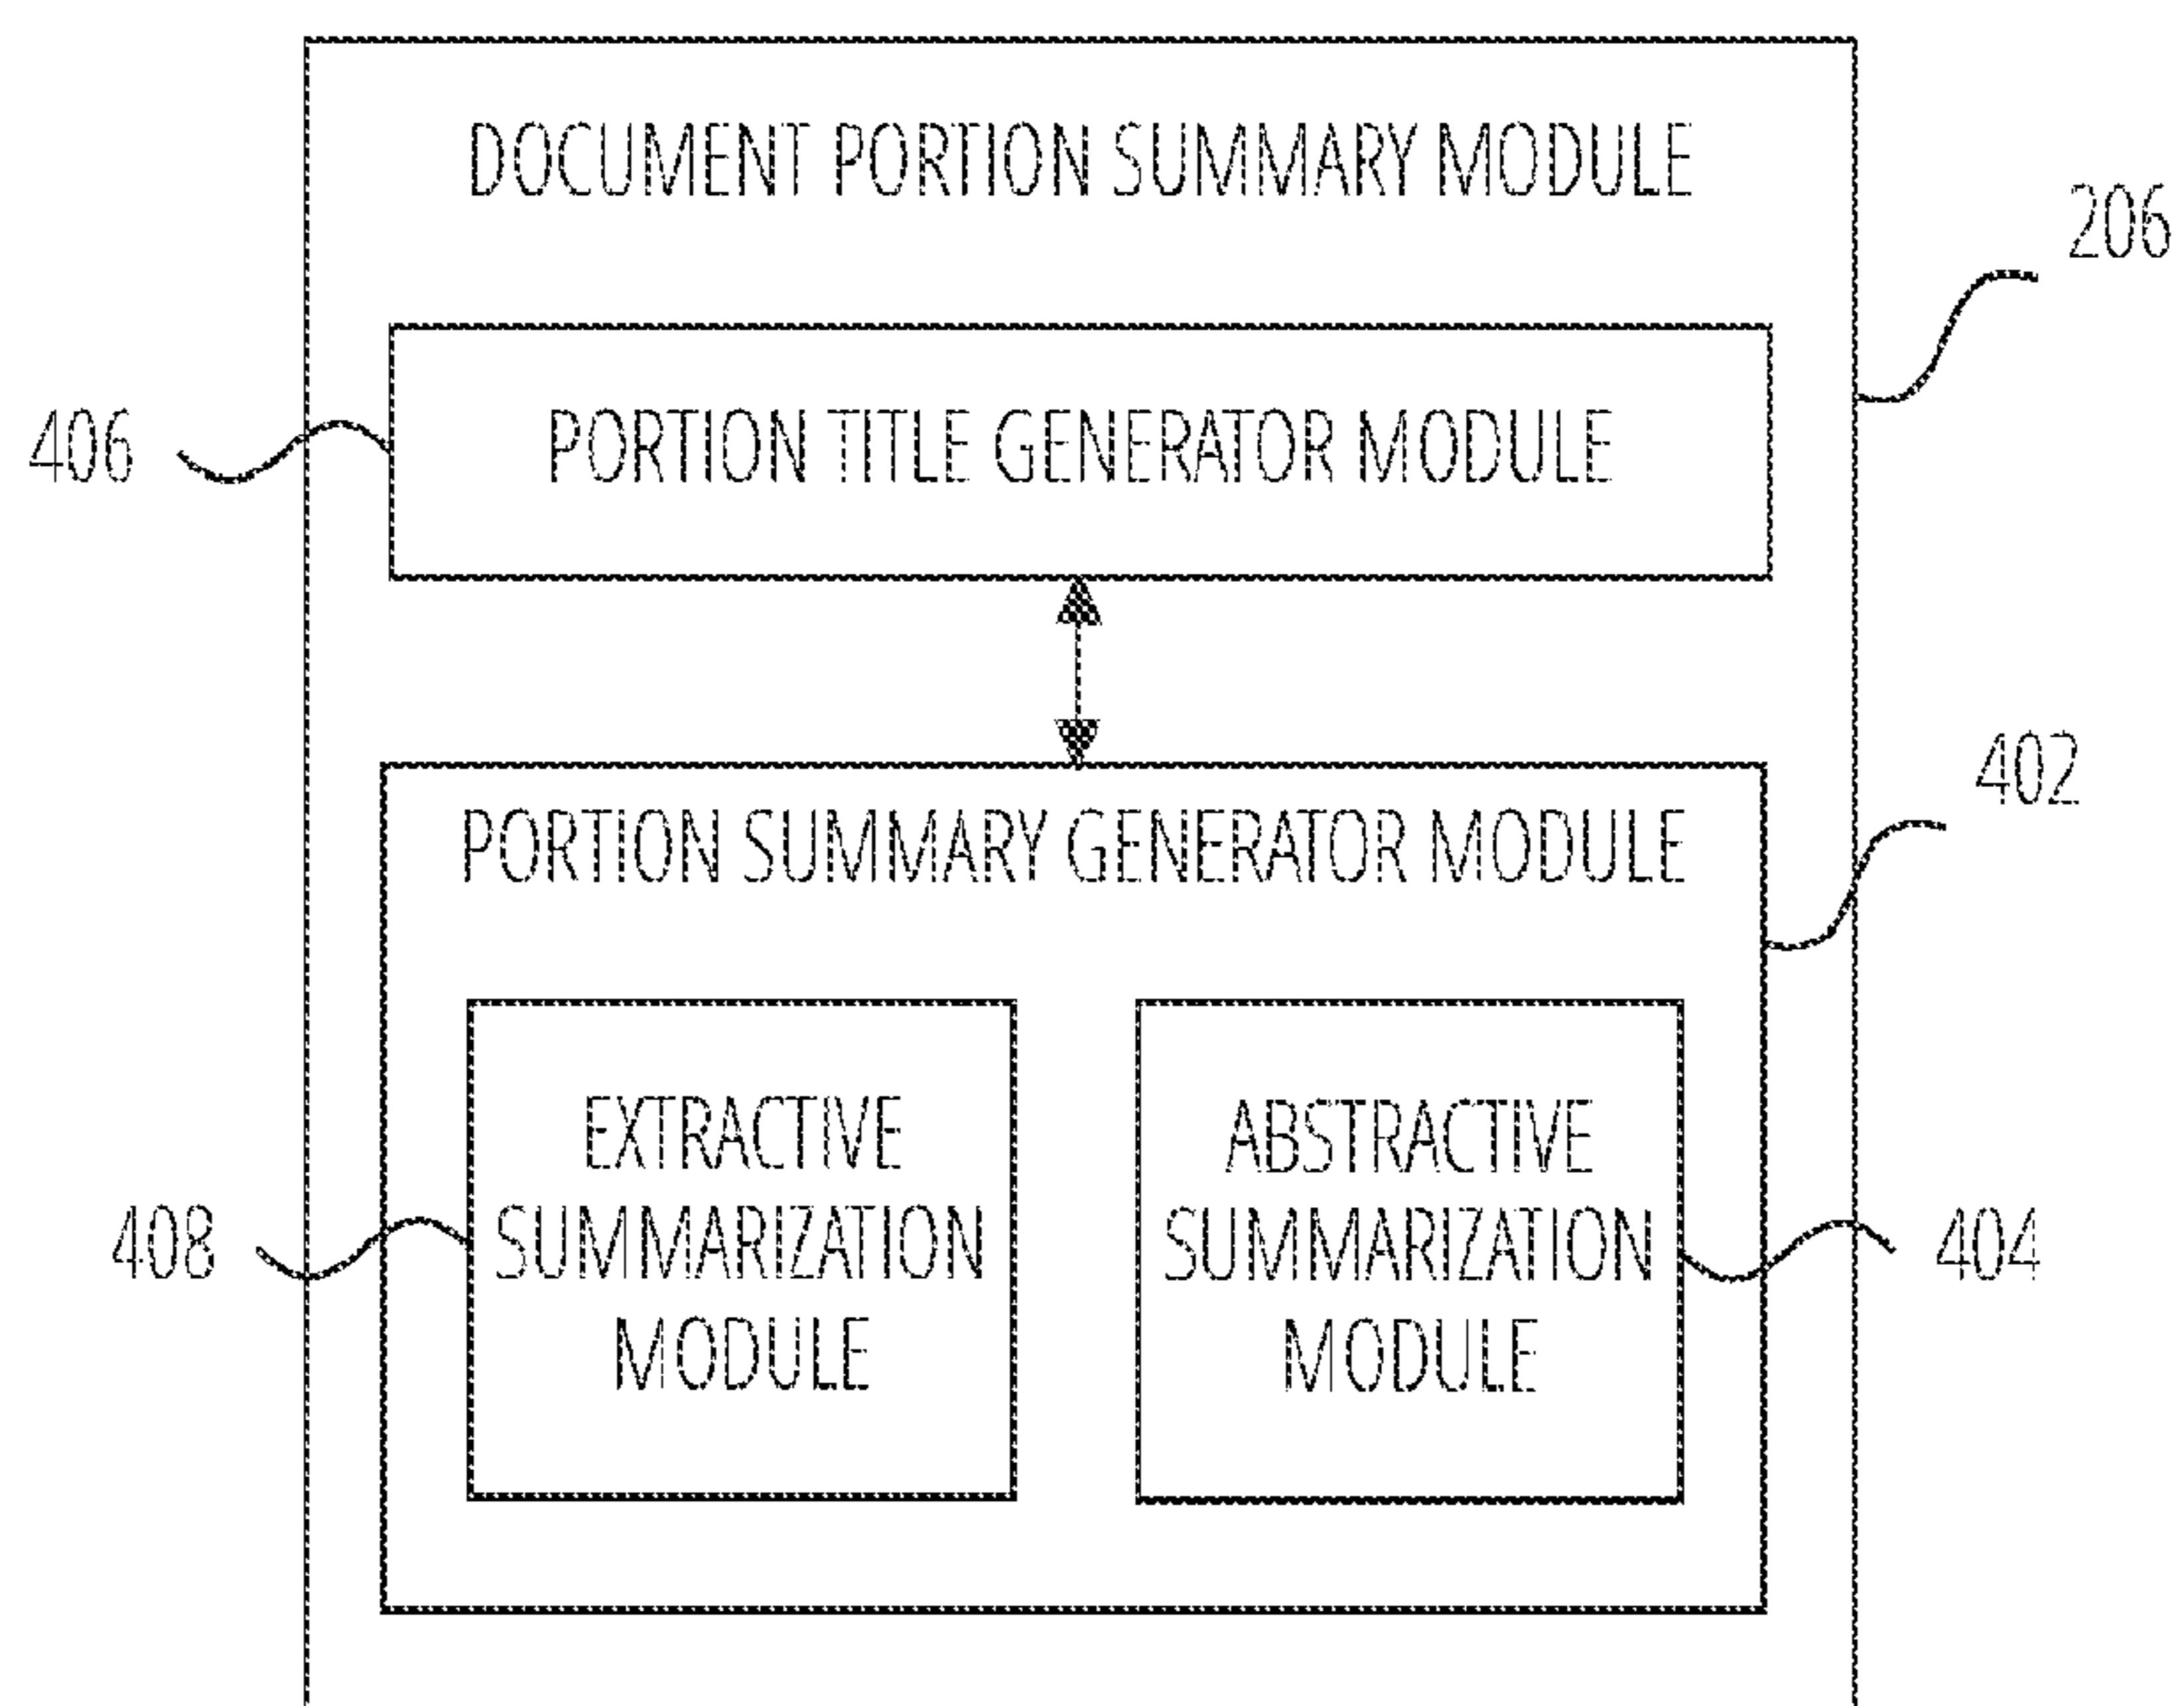 DOCUMENT PORTION SUMMARY MODULE
206
406
PORTION TITLE GENERATOR MODULE
402
PORTION SUMMARY GENERATOR MODULE
EXTRACTIVE
SUMMARIZATION
MODULE
408
ABSTRACTIVE
SUMMARIZATION
MODULE
404